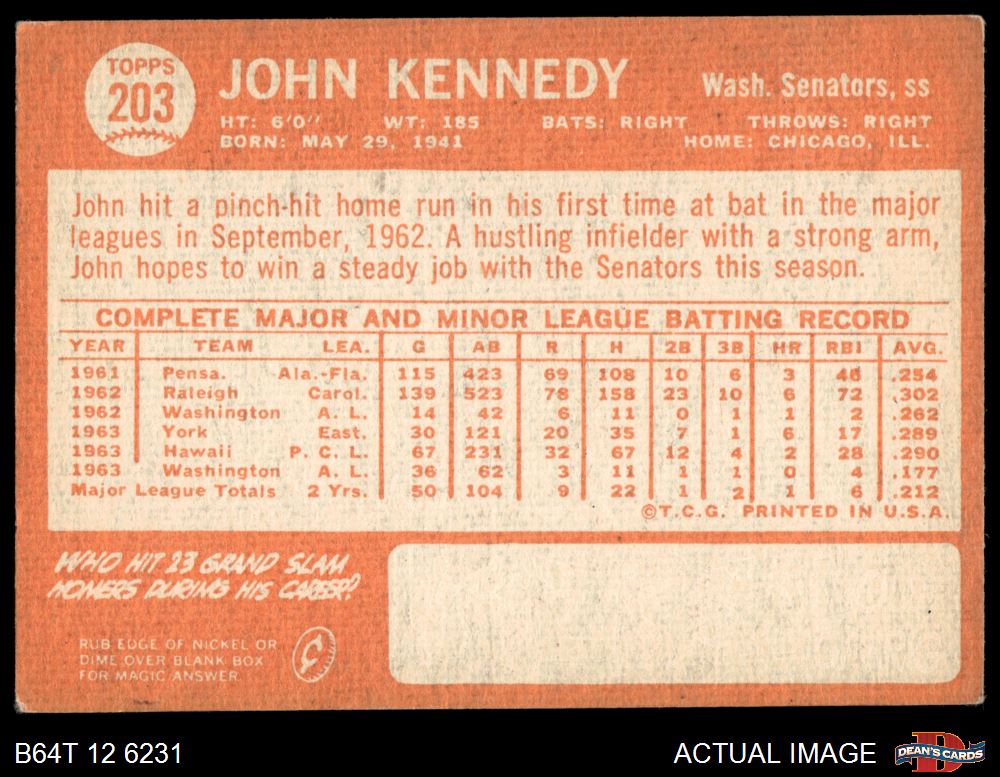 TOPPS
203
JOHN KENNEDY
Wash. Senators, ss
HT: 6'0'' WT: 185 BATS: RIGHT THROWS: RIGHT
BORN: MAY 29, 1941 HOME: CHICAGO, ILL.
John hit a pinch-hit home run in his first time at bat in the major
leagues in September, 1962. A hustling infielder with a strong arm,
John hopes to win a steady job with the Senators this season.
COMPLETE MAJOR AND MINOR LEAGUE BATTING RECORD
YEAR TEAM LEA. G AB R H 2B 3B HR RBI AVG.
1961 Pensa. Ala.-Fla. 115 423 69 108 10 6 3 46 .254
1962 Raleigh Carol. 139 523 78 158 23 10 6 72 .302
1962 Washington A. L. 14 42 6 11 0 1 1 2 .262
1963 York East. 30 121 20 35 7 1 6 17 .289
1963 Hawaii P. C. L. 67 231 32 67 12 4 2 28 .290
1963 Washington A. L. 36 62 3 11 1 1 0 4 .177
Major League Totals 2 Yrs. 50 104 9 22 1 2 1 6 .212
©T.C.G. PRINTED IN U.S.A.
WHO HIT 23 GRAND SLAM
HOMERS DURING HIS CAREER?
RUB EDGE OF NICKEL OR
DIME OVER BLANK BOX
FOR MAGIC ANSWER.
¢
B64T 12 6231
ACTUAL IMAGE
D
DEAN'S CARDS